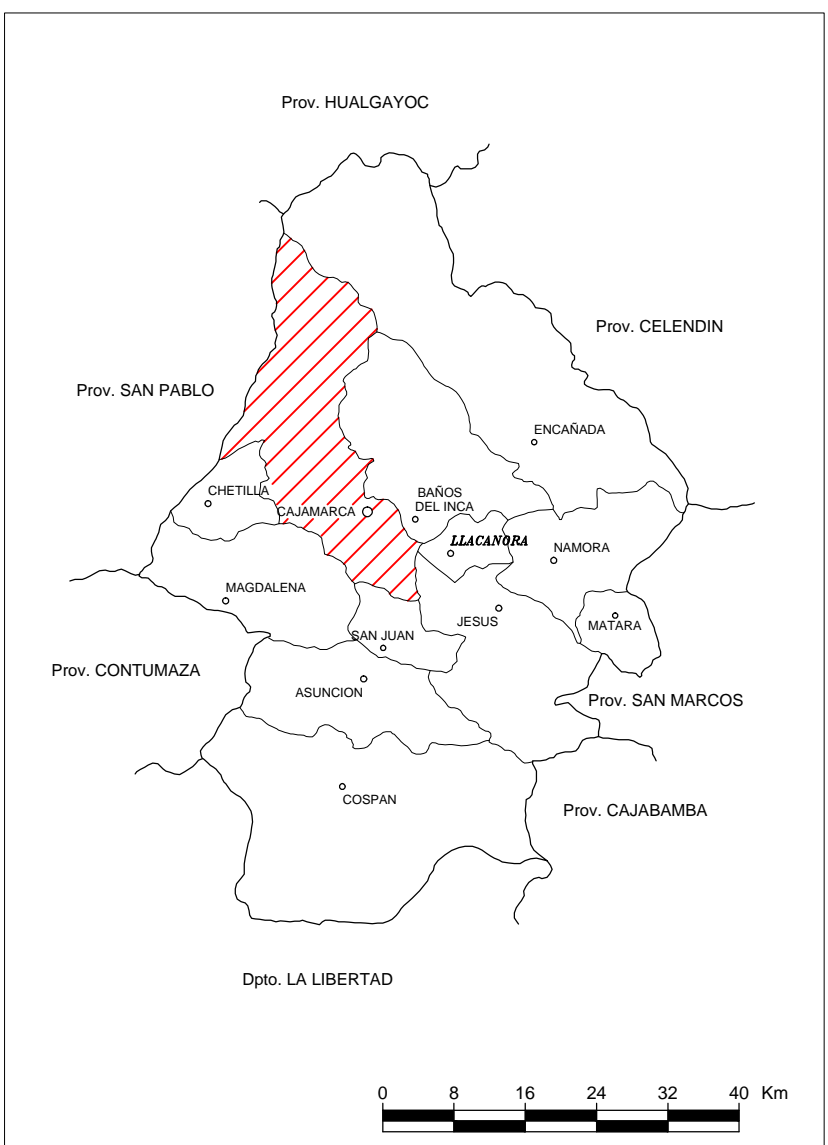 Prov. HUALGAYOC
Prov. CELENDIN
Prov. SAN PABLO
ENCAÑADA
CHETILLA
BAÑOS
DEL INCA
CAJAMARCA
LLACANORA
NAMORA
MAGDALENA
JESUS
MATARA
SAN JUAN
Prov. CONTUMAZA
ASUNCION
Prov. SAN MARCOS
COSPAN
Prov. CAJABAMBA
Dpto. LA LIBERTAD
0 8 16 24 32 40 Km